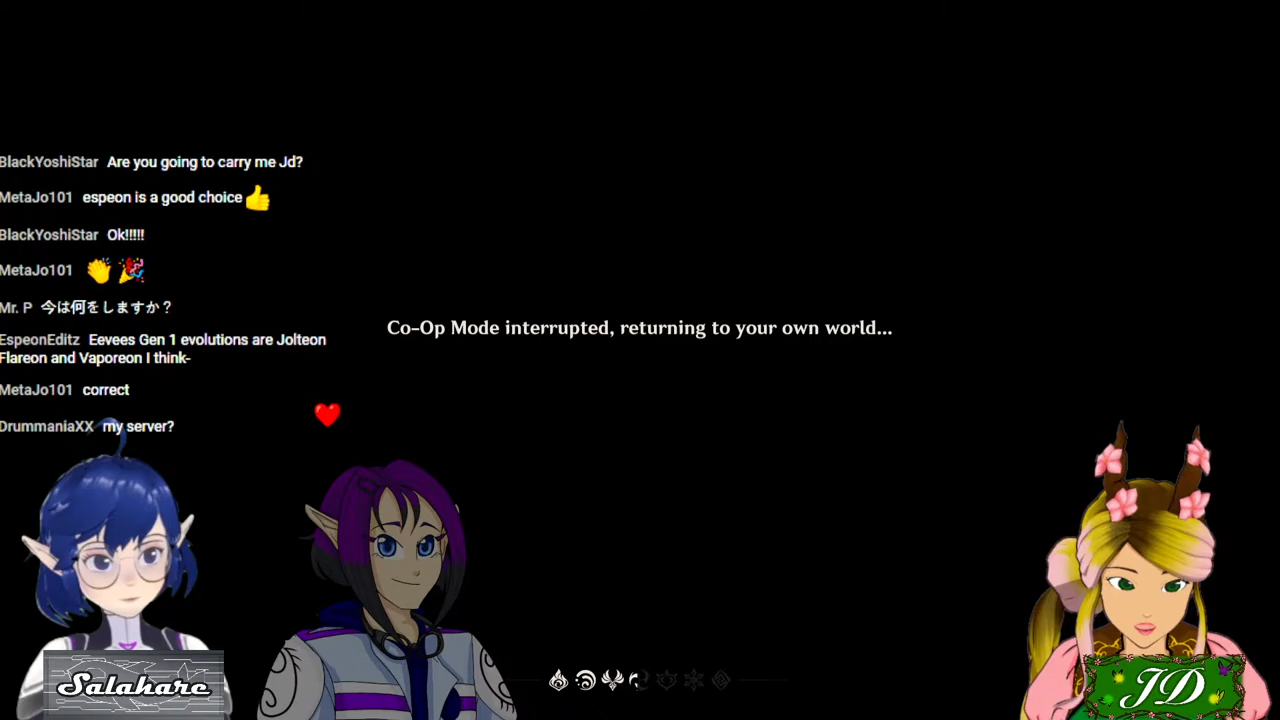 BlackYoshiStar Are you going to carry me Jd?
MetaJo101 espeon is a good choice 👍
BlackYoshiStar Ok!!!!!
MetaJo101 👏 🎉
Mr. P 今は何をしますか？
EspeonEditz Eevees Gen 1 evolutions are Jolteon
Flareon and Vaporeon I think-
MetaJo101 correct
DrummaniaXX my server?
Co-Op Mode interrupted, returning to your own world...
Salahare
JD